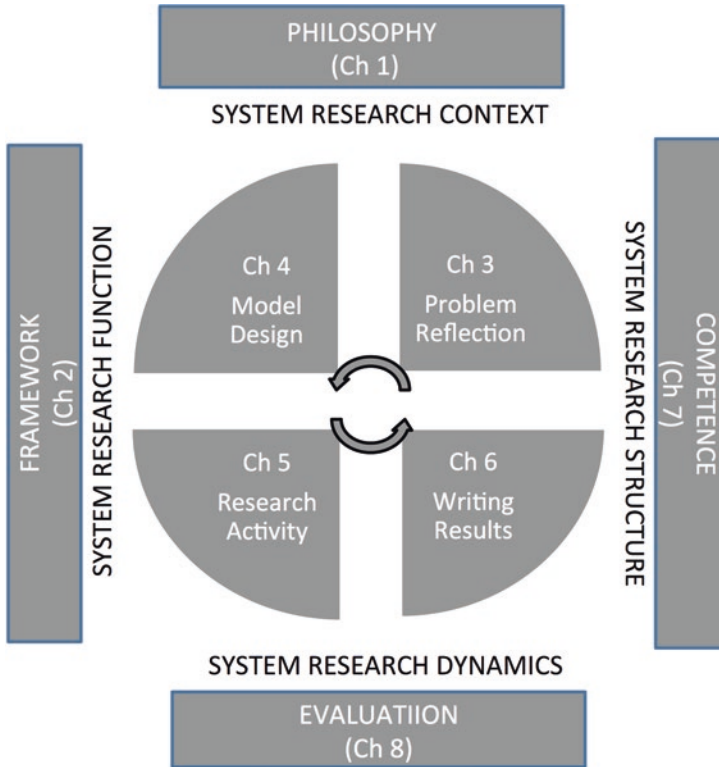 PHILOSOPHY
(Ch 1)
SYSTEM RESEARCH CONTEXT
FRAMEWORK
(Ch 2)
SYSTEM RESEARCH FUNCTION
Ch 4
Model
Design
Ch 3
Problem
Reflection
Ch 5
Research
Activity
Ch 6
Writing
Results
SYSTEM RESEARCH STRUCTURE
COMPETENCE
(Ch 7)
SYSTEM RESEARCH DYNAMICS
EVALUATIION
(Ch 8)